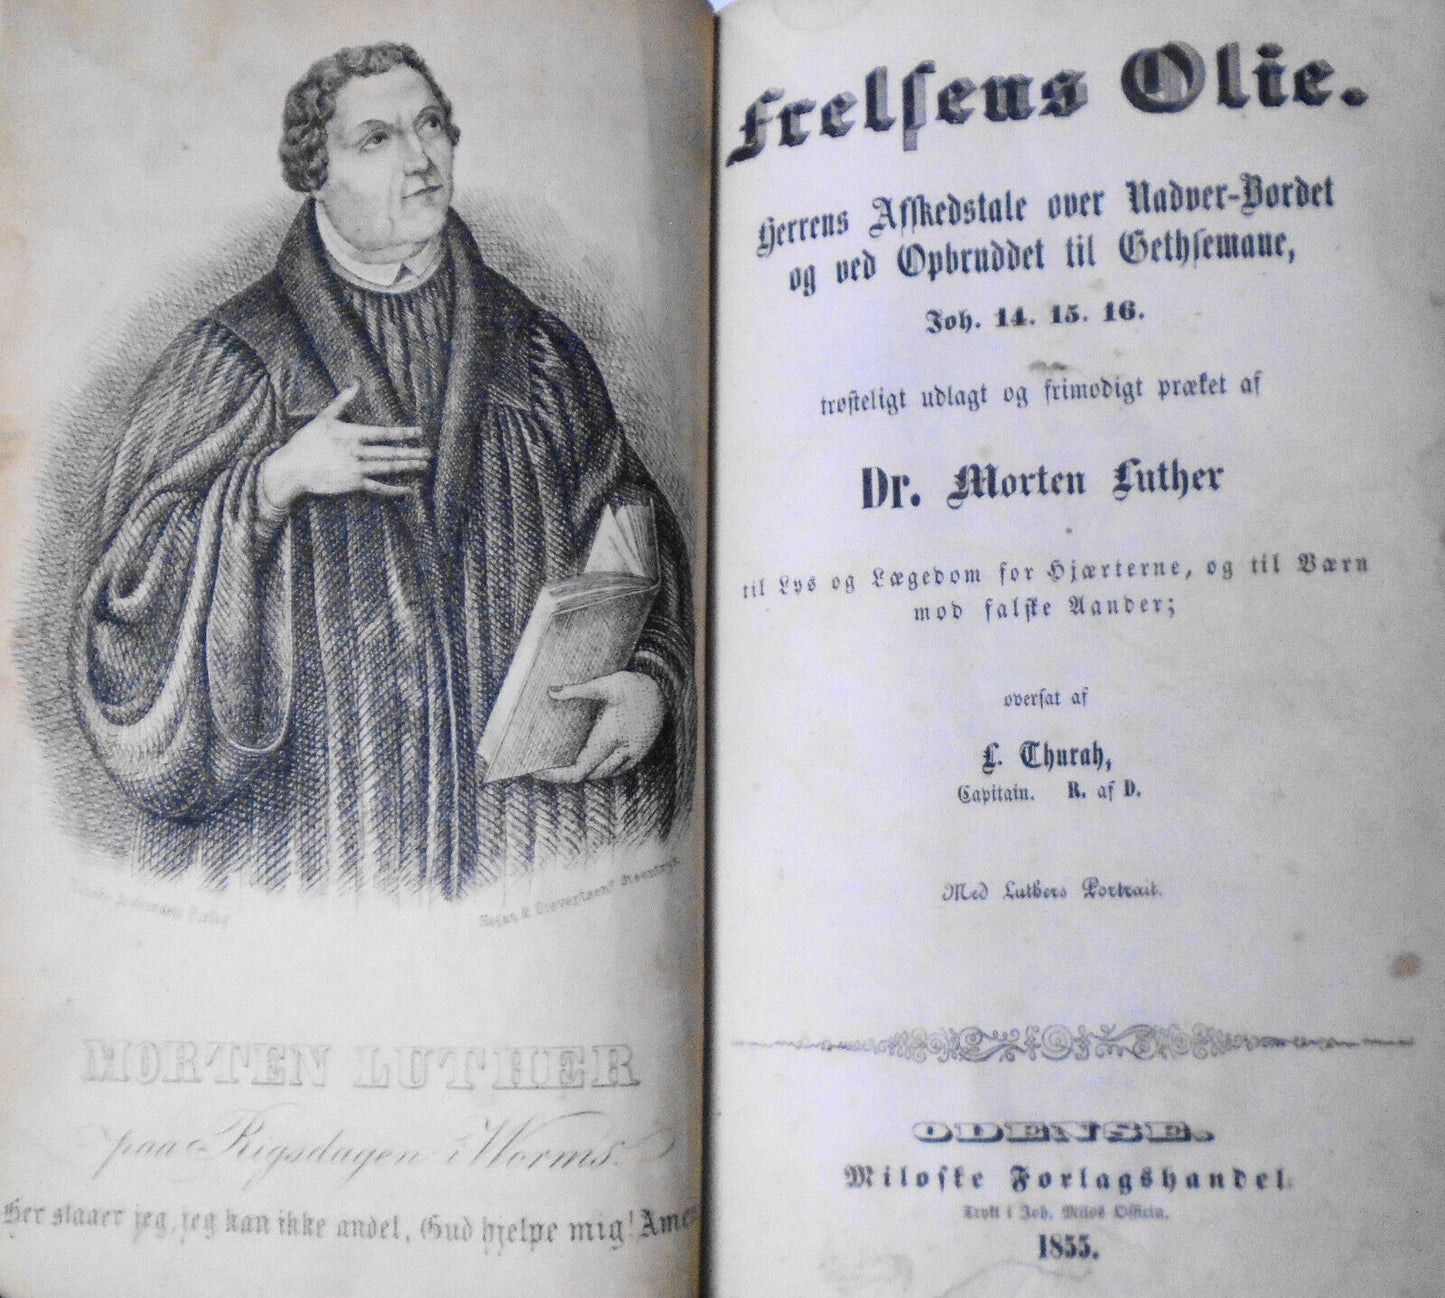 Hagen & Sievertsens Steentryk
MORTEN LUTHER
paa Rigsdagen i Worms.
Her staaer jeg, jeg kan ikke andet, Gud hjelpe mig! Amen
Frelsens Olie.
Herrens Afskedstale over Nadver-Bordet
og ved Opbruddet til Gethsemane,
Joh. 14. 15. 16.
trøsteligt udlagt og frimodigt præket af
Dr. Morten Luther
til Lys og Lægedom for Hjærterne, og til Værn
mod falske Aander;
oversat af
L. Thurah,
Capitain. R. af D.
Med Luthers Portrait.
ODENSE.
Miloske Forlagshandel.
Trykt i Joh. Milos Officin.
1855.